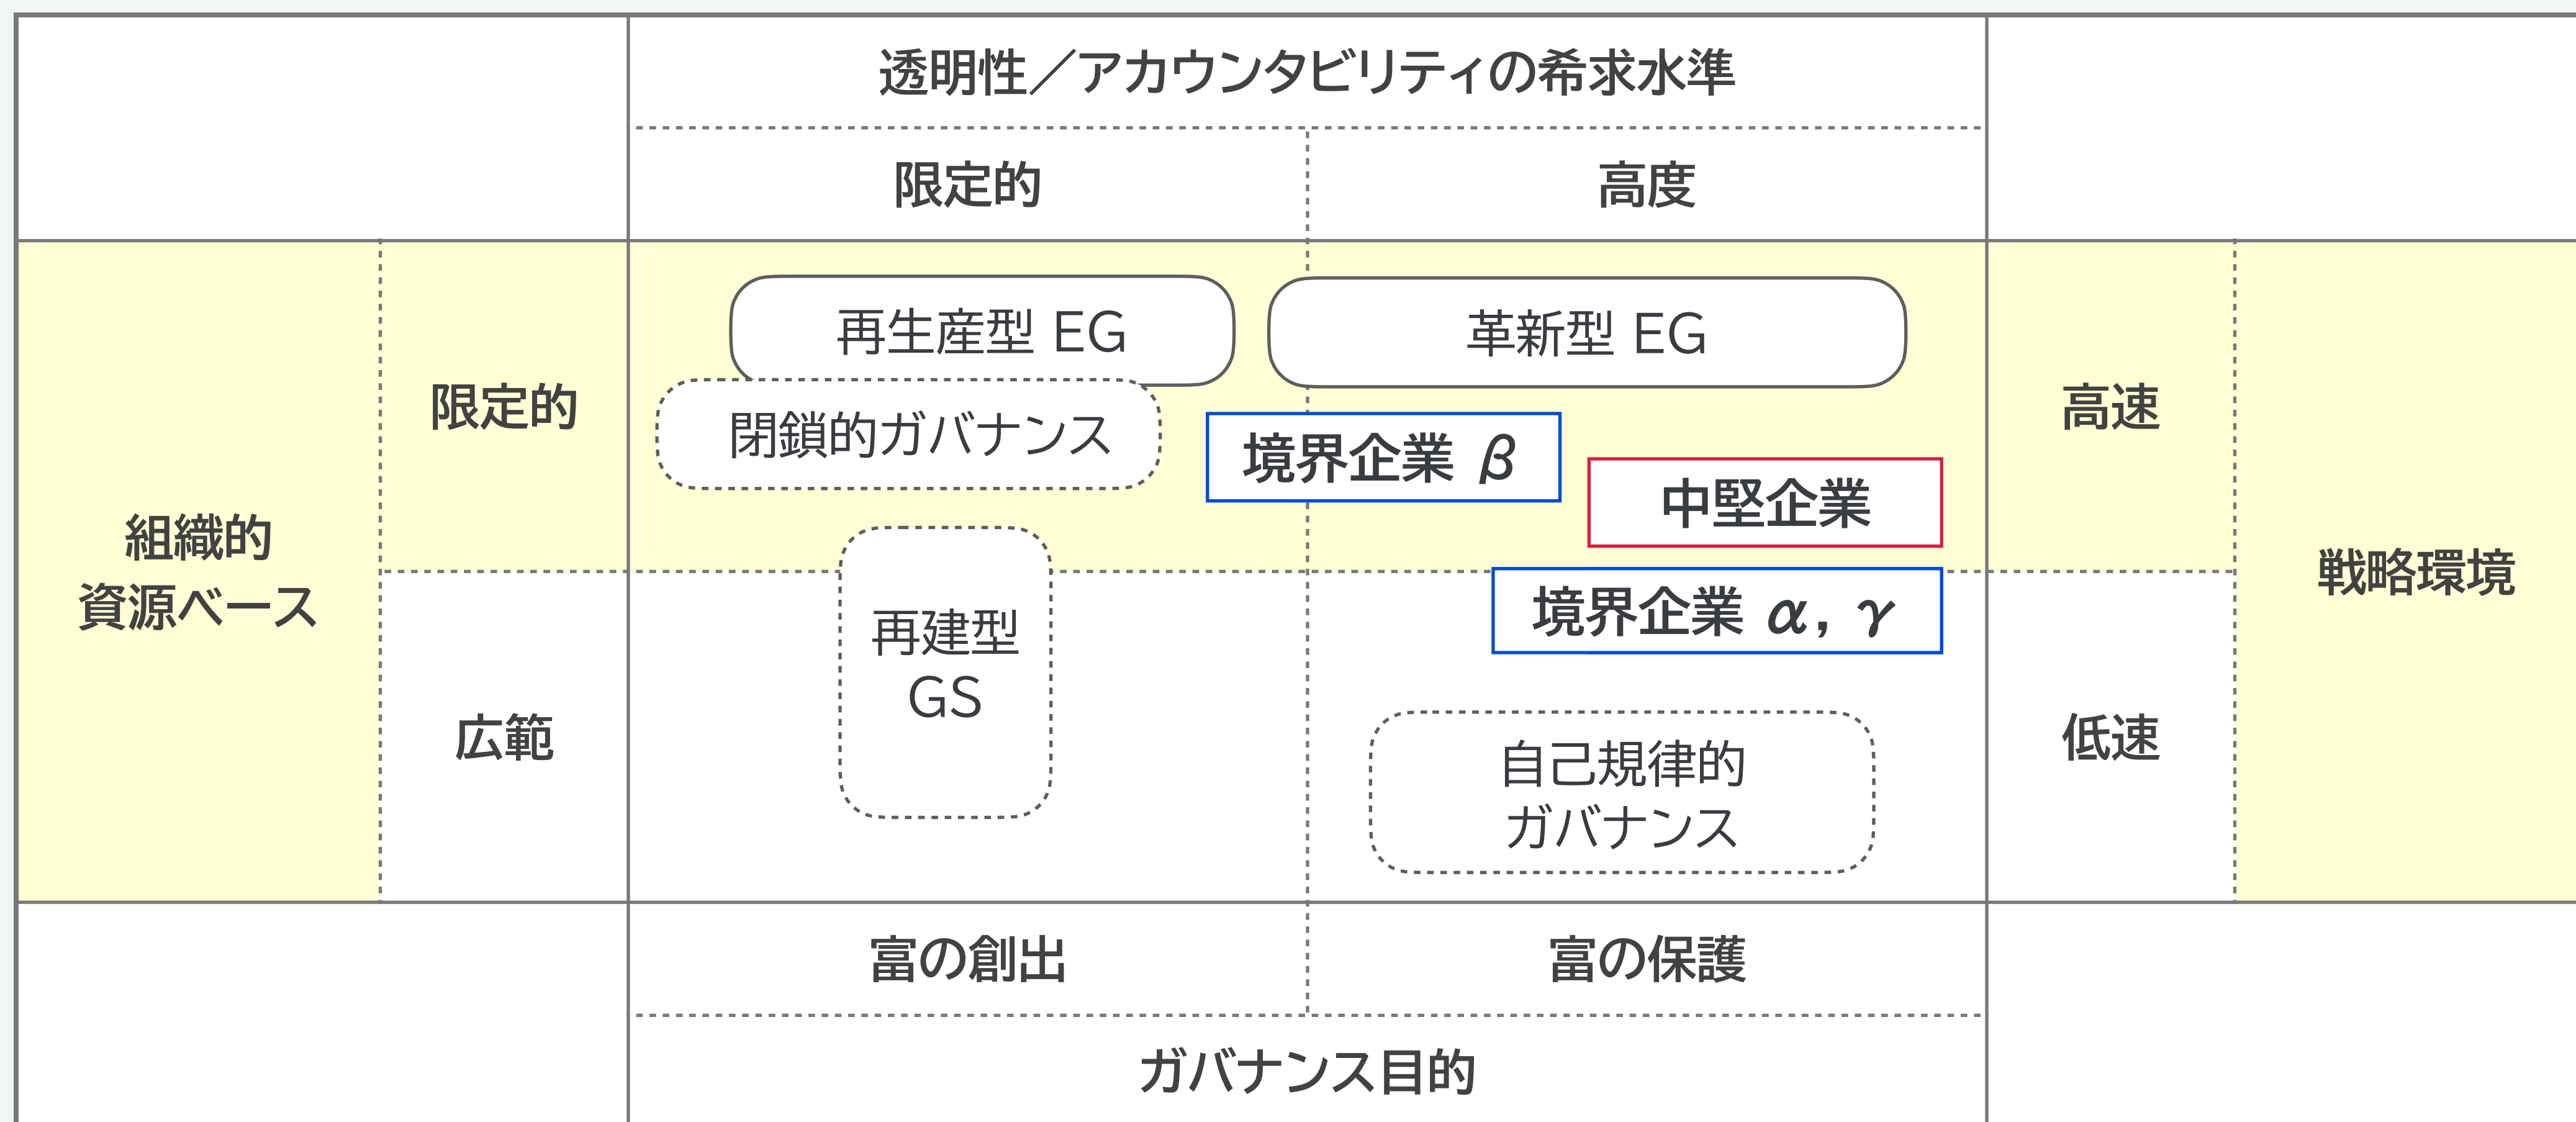 透明性／アカウンタビリティの希求水準
限定的
高度
再生産型 EG
革新型 EG
閉鎖的ガバナンス
限定的
高速
境界企業 β
中堅企業
組織的
資源ベース
戦略環境
境界企業 α, γ
再建型
GS
広範
低速
自己規律的
ガバナンス
富の創出
富の保護
ガバナンス目的